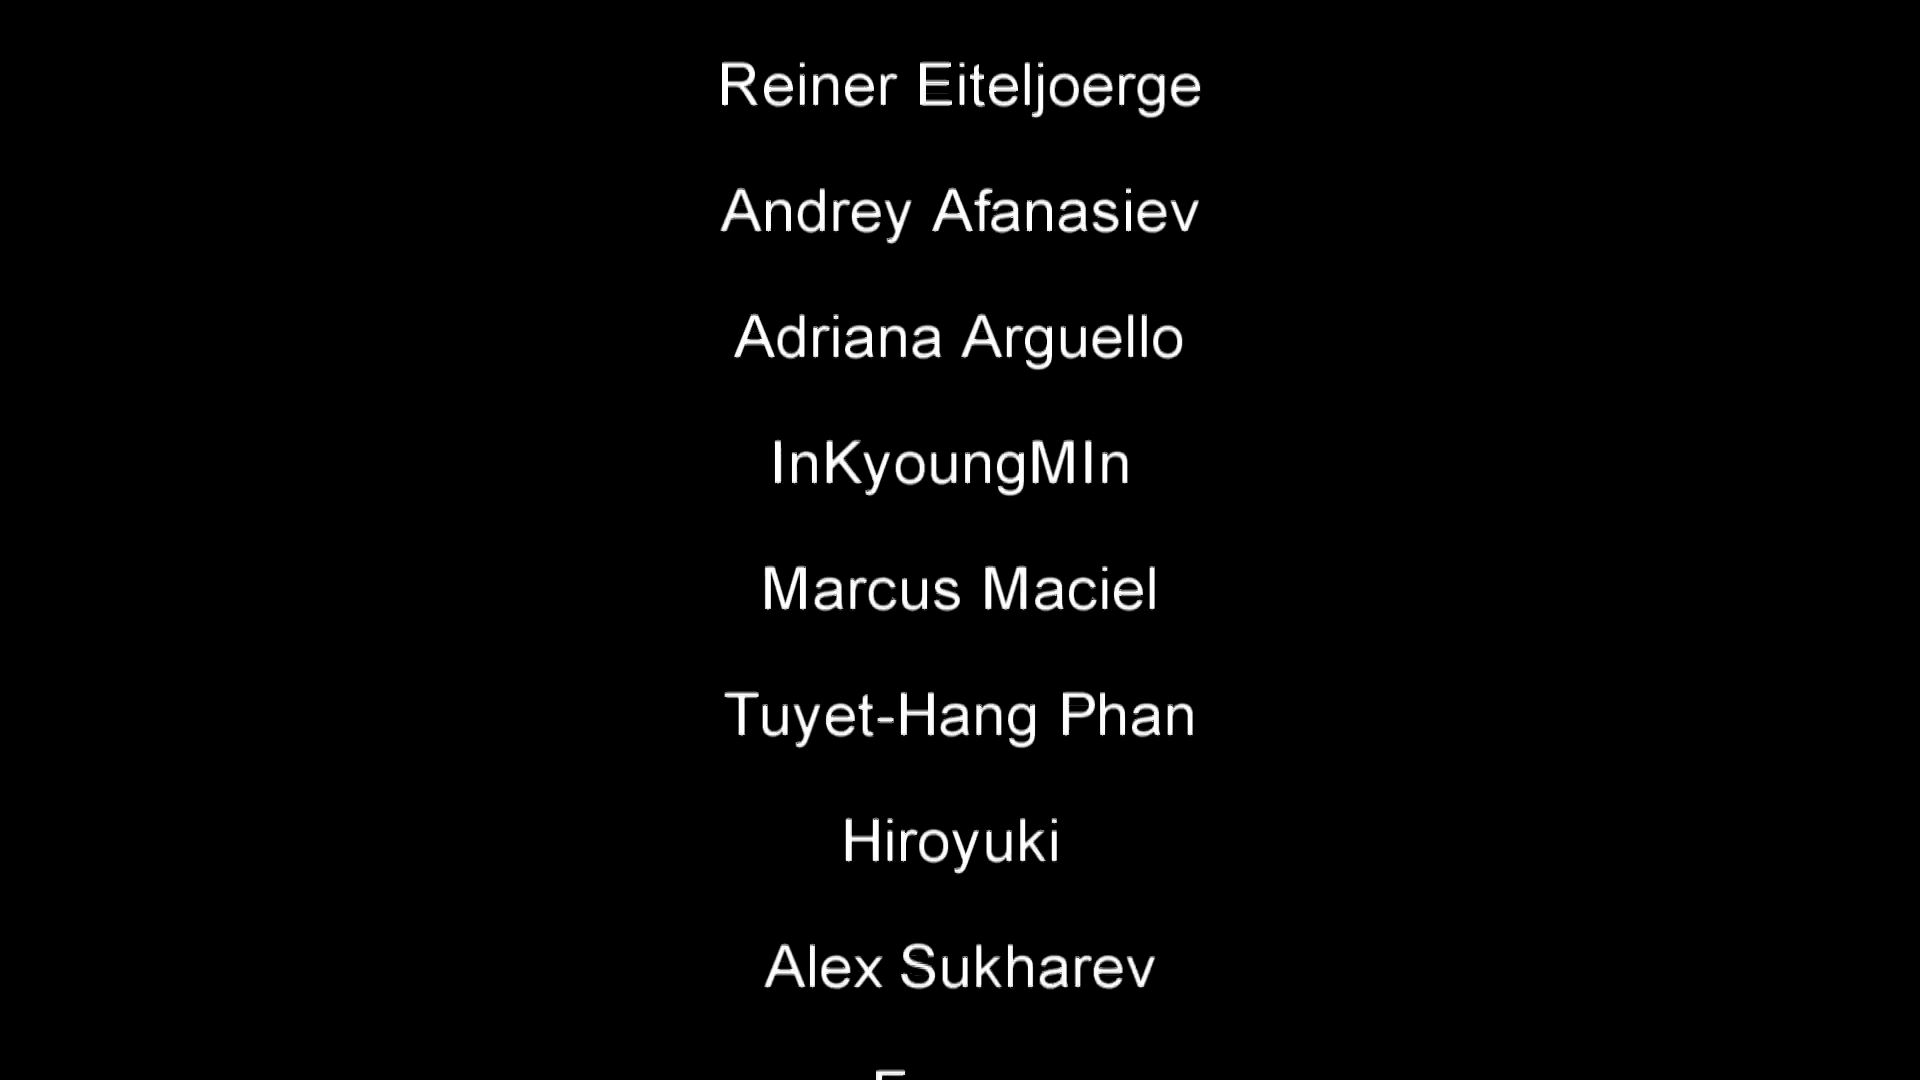 Reiner Eiteljoerge
Andrey Afanasiev
Adriana Arguello
InKyoungMIn
Marcus Maciel
Tuyet-Hang Phan
Hiroyuki
Alex Sukharev